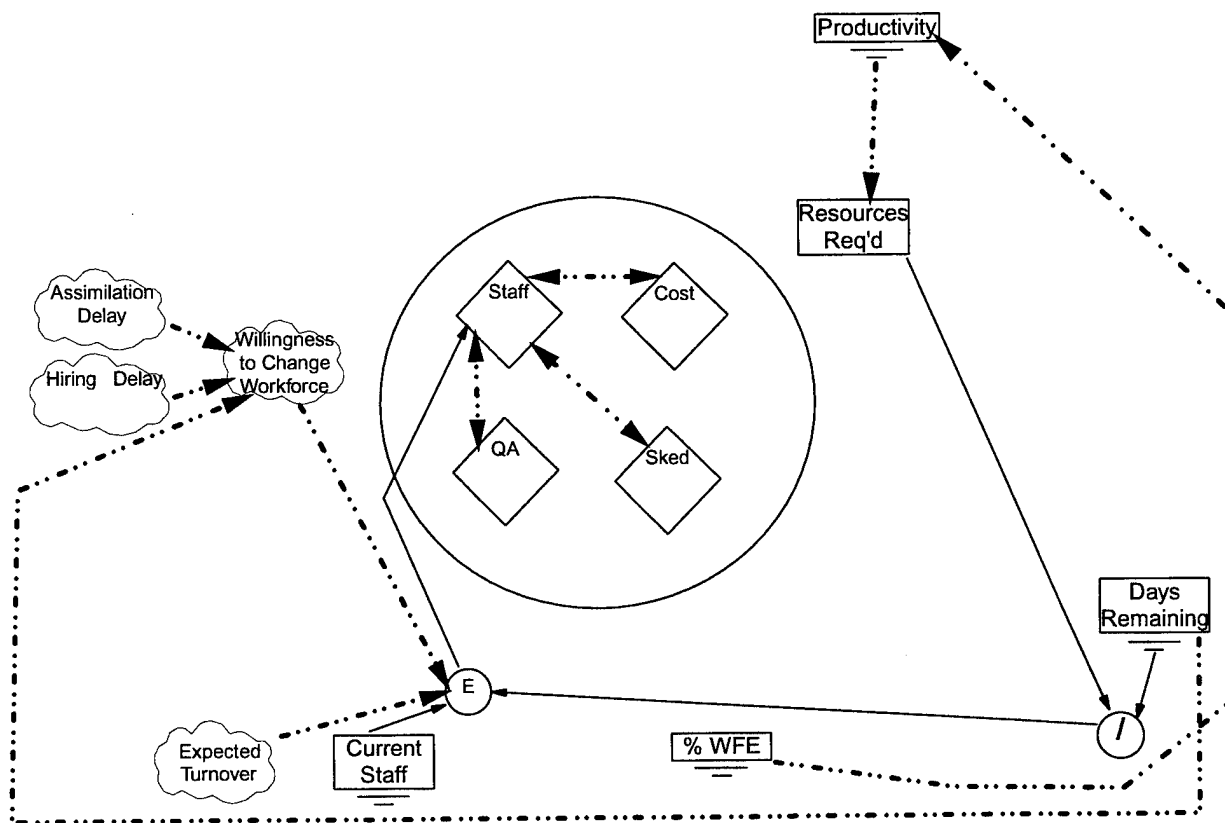 Productivity
Resources
Req'd
Staff
Cost
Assimilation
Delay
Willingness
to Change
Workforce
Hiring Delay
QA
Sked
Days
Remaining
E
/
% WFE
Current
Staff
Expected
Turnover